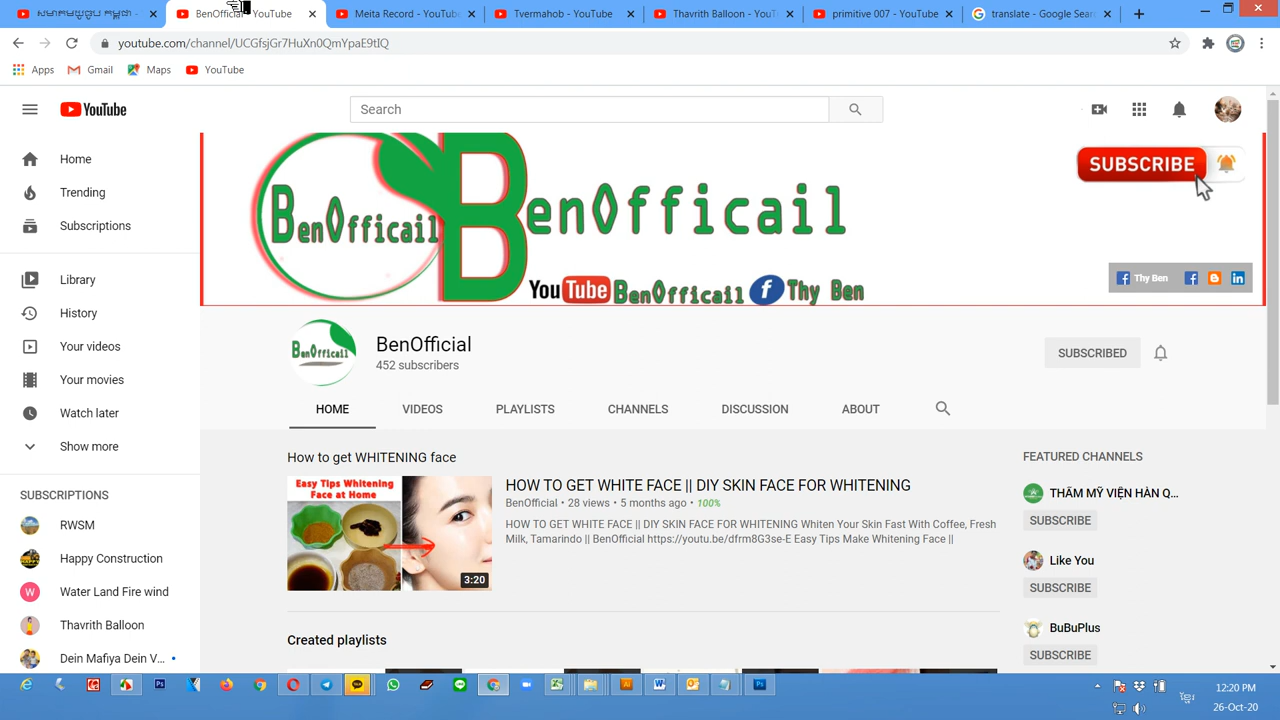 BenOfficial - YouTube
Meita Record - YouTube
Tvermahob - YouTube
Thavrith Balloon - YouT
primitive 007 - YouTube
translate - Google Sear
youtube.com/channel/UCGfsjGr7HuXn0QmYpaE9tIQ
Apps
Gmail
Maps
YouTube
YouTube
Search
Home
Trending
Subscriptions
Library
History
Your videos
Your movies
Watch later
Show more
SUBSCRIPTIONS
RWSM
Happy Construction
W Water Land Fire wind
Thavrith Balloon
Dein Mafiya Dein V...
BenOfficail
BenOfficail
SUBSCRIBE
YouTube BenOfficail f Thy Ben
Thy Ben
BenOfficail
BenOfficial
452 subscribers
SUBSCRIBED
HOME
VIDEOS
PLAYLISTS
CHANNELS
DISCUSSION
ABOUT
How to get WHITENING face
Easy Tips Whitening
Face at Home
3:20
HOW TO GET WHITE FACE || DIY SKIN FACE FOR WHITENING
BenOfficial • 28 views • 5 months ago • 100%
HOW TO GET WHITE FACE || DIY SKIN FACE FOR WHITENING Whiten Your Skin Fast With Coffee, Fresh
Milk, Tamarindo || BenOfficial https://youtu.be/dfrm8G3se-E Easy Tips Make Whitening Face ||
Created playlists
FEATURED CHANNELS
THẨM MỸ VIỆN HÀN Q...
SUBSCRIBE
Like You
SUBSCRIBE
BuBuPlus
SUBSCRIBE
12:20 PM
26-Oct-20